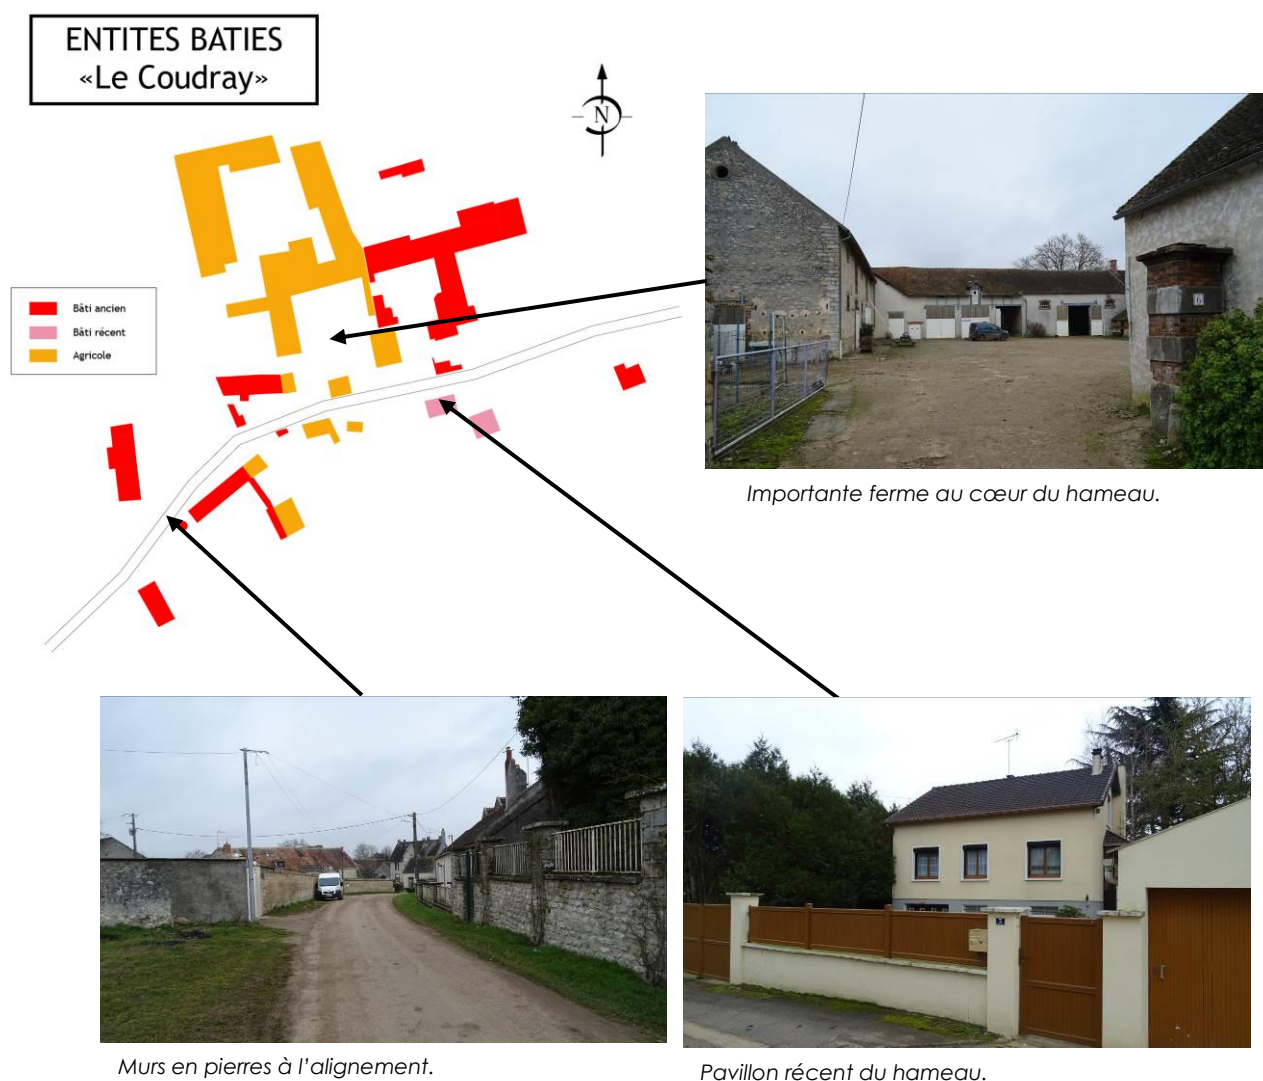 ENTITES BATIES
«Le Coudray»
N
Bâti ancien
Bâti récent
Agricole
6
Importante ferme au cœur du hameau.
Murs en pierres à l'alignement.
Pavillon récent du hameau.